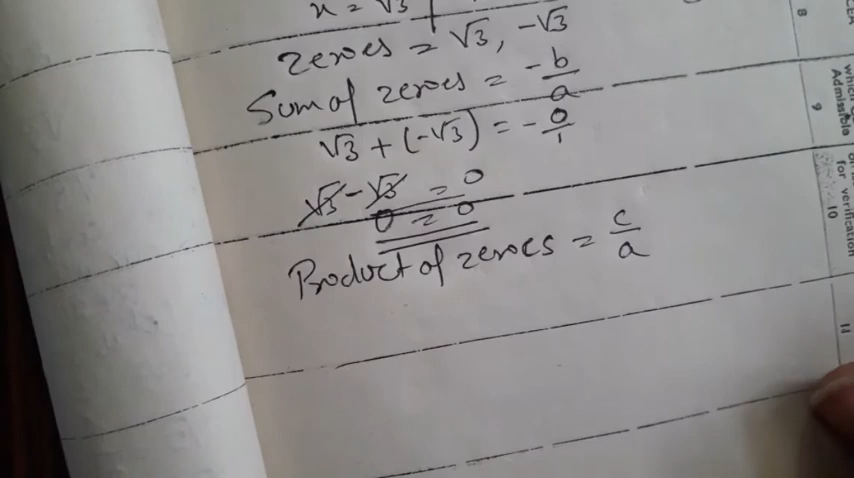 x = √3
zeroes = √3, -√3
Sum of zeroes = -b/a
√3 + (-√3) = -0/1
√3 - √3 = 0
0 = 0
Product of zeroes = c/a
8
9
10
11
which
Admissible
for verification